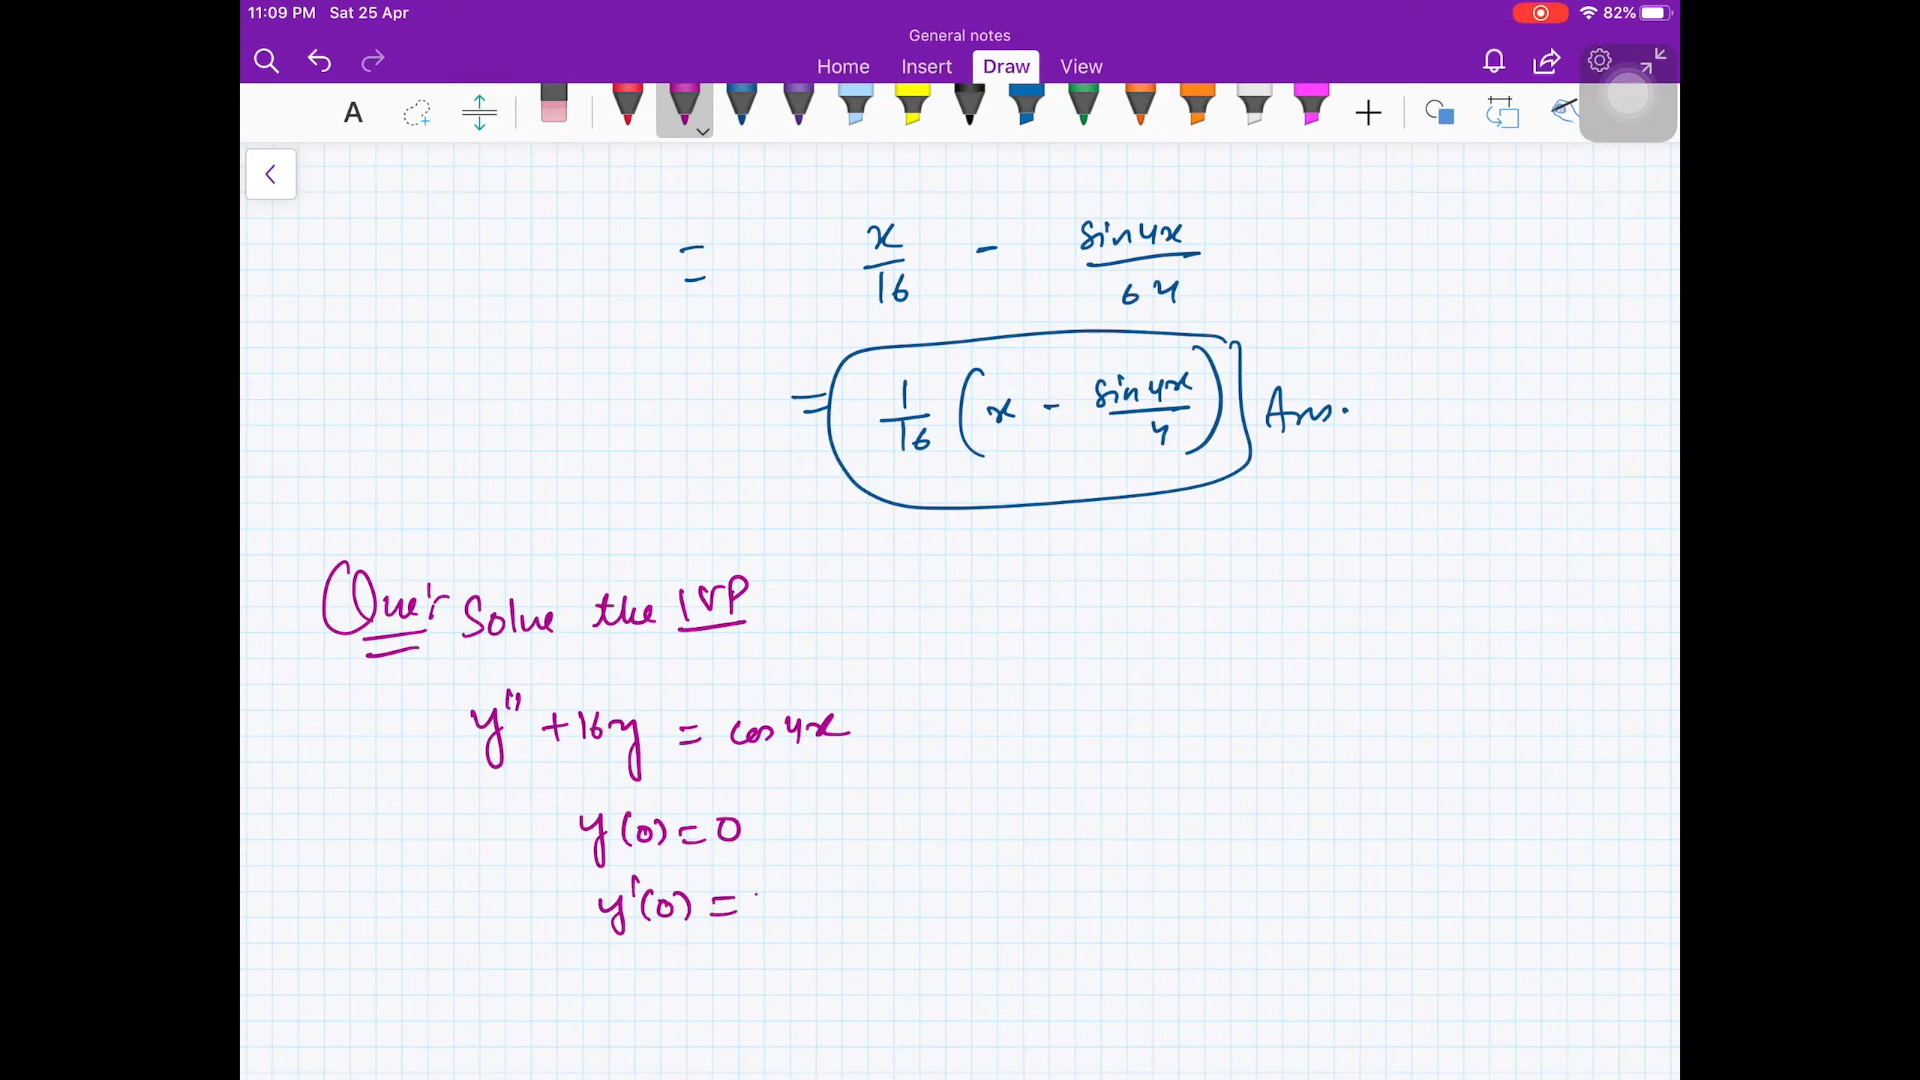 11:09 PM Sat 25 Apr
82%
General notes
Home Insert Draw View
A
= x/16 - sin4x/64
= 1/16 (x - sin4x/4) Ans.
Que: Solve the IVP
y'' + 16y = cos4x
y(0) = 0
y'(0) =